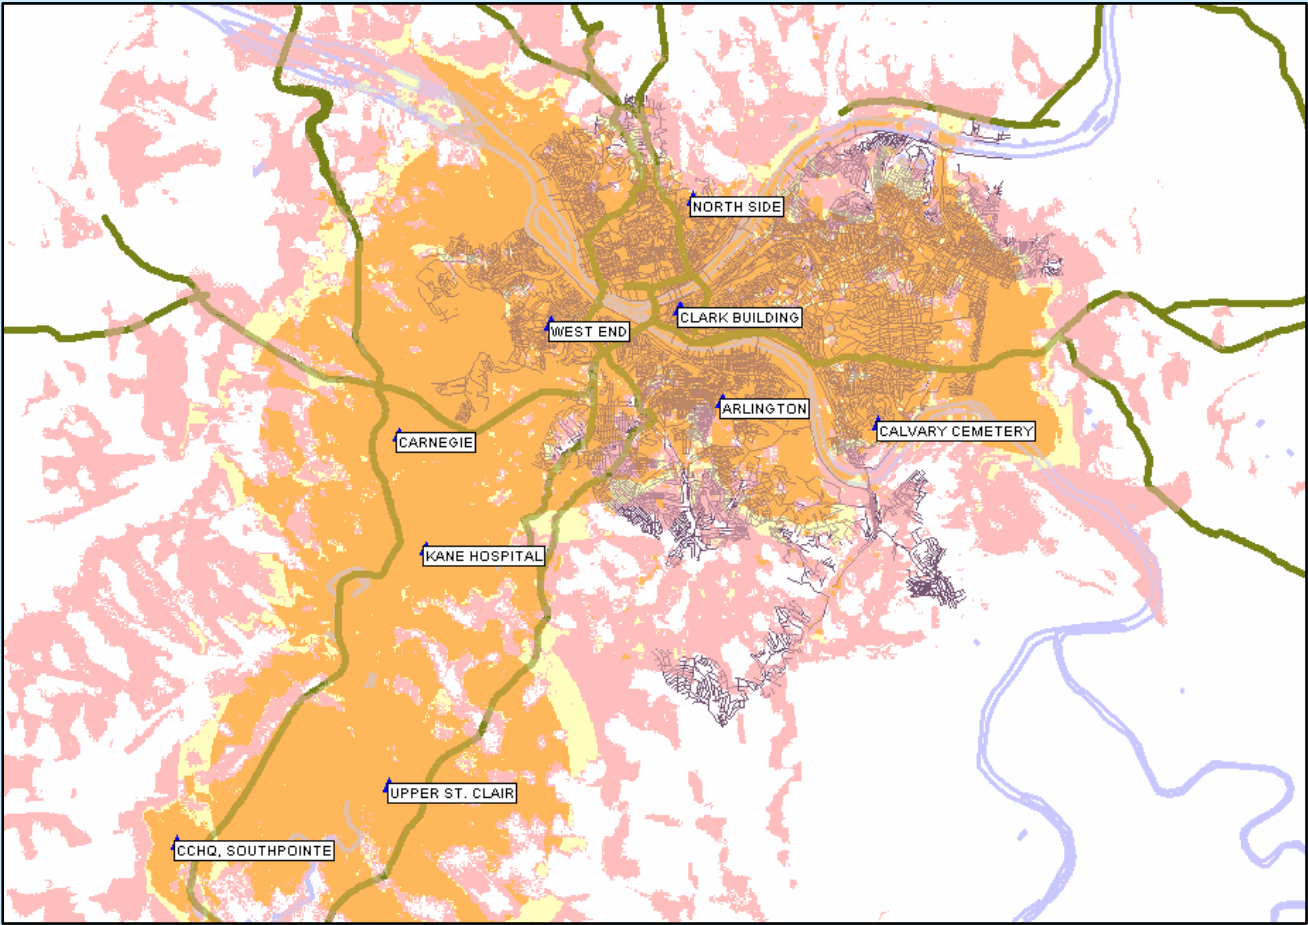 NORTH SIDE
CLARK BUILDING
WEST END
ARLINGTON
CALVARY CEMETERY
CARNEGIE
KANE HOSPITAL
UPPER ST. CLAIR
CCHQ, SOUTHPOINTE